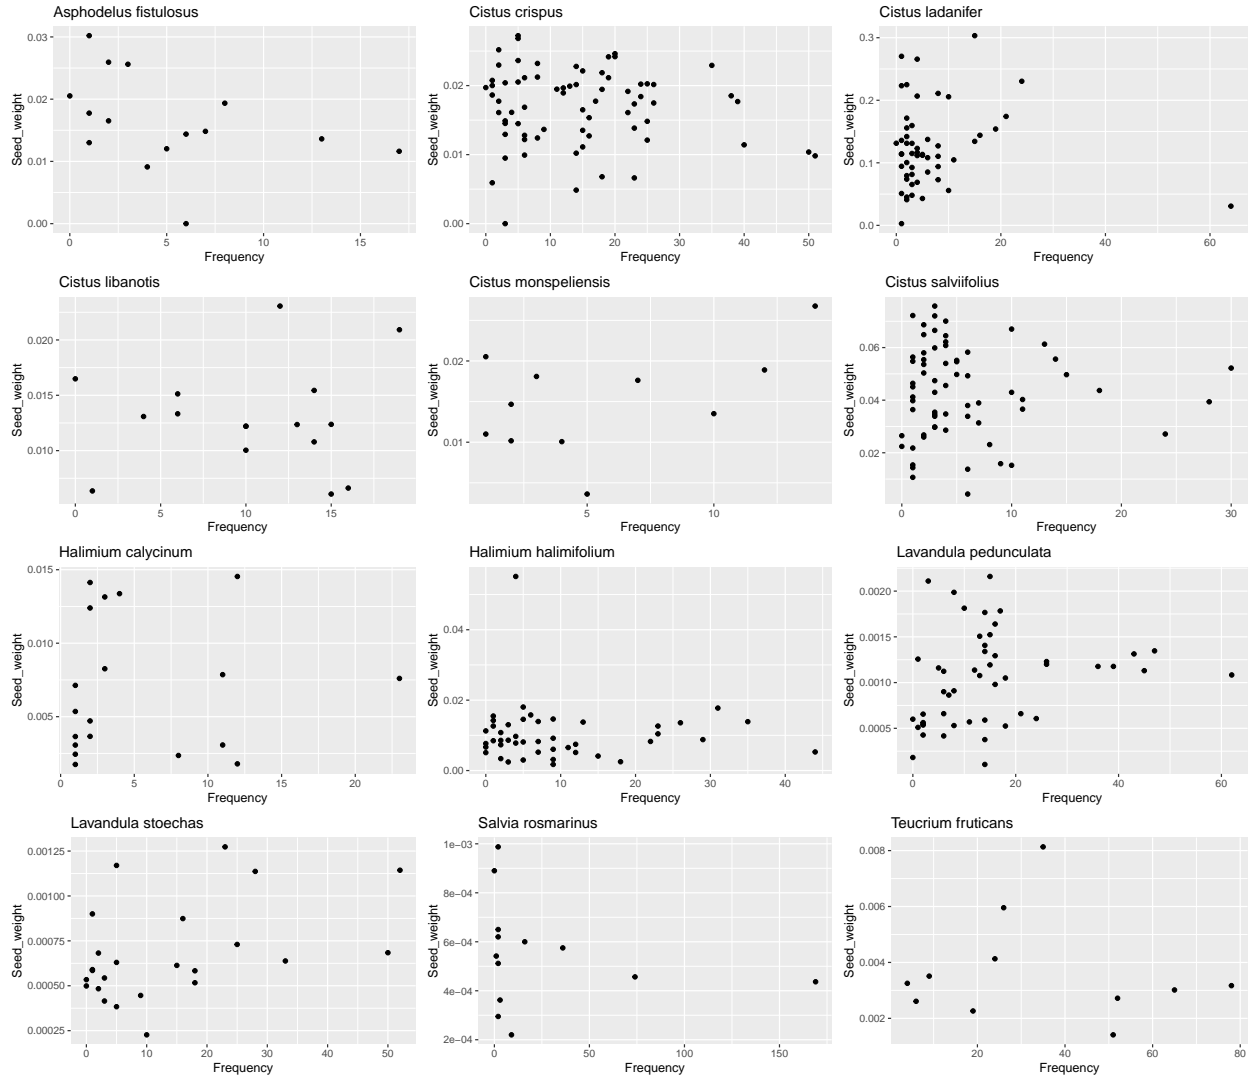 Asphodelus fistulosus
Cistus crispus
Cistus ladanifer
0.03
0.02
0.01
0.00
Seed_weight
0
5
10
15
Frequency
0.02
0.01
0.00
Seed_weight
0
10
20
30
40
50
Frequency
0.3
0.2
0.1
0.0
Seed_weight
0
20
40
60
Frequency
Cistus libanotis
Cistus monspeliensis
Cistus salviifolius
0.020
0.015
0.010
Seed_weight
0
5
10
15
Frequency
0.02
0.01
Seed_weight
5
10
Frequency
0.06
0.04
0.02
Seed_weight
0
10
20
30
Frequency
Halimium calycinum
Halimium halimifolium
Lavandula pedunculata
0.015
0.010
0.005
Seed_weight
0
5
10
15
20
Frequency
0.04
0.02
0.00
Seed_weight
0
10
20
30
40
Frequency
0.0020
0.0015
0.0010
0.0005
Seed_weight
0
20
40
60
Frequency
Lavandula stoechas
Salvia rosmarinus
Teucrium fruticans
0.00125
0.00100
0.00075
0.00050
0.00025
Seed_weight
0
10
20
30
40
50
Frequency
1e−03
8e−04
6e−04
4e−04
2e−04
Seed_weight
0
50
100
150
Frequency
0.008
0.006
0.004
0.002
Seed_weight
20
40
60
80
Frequency